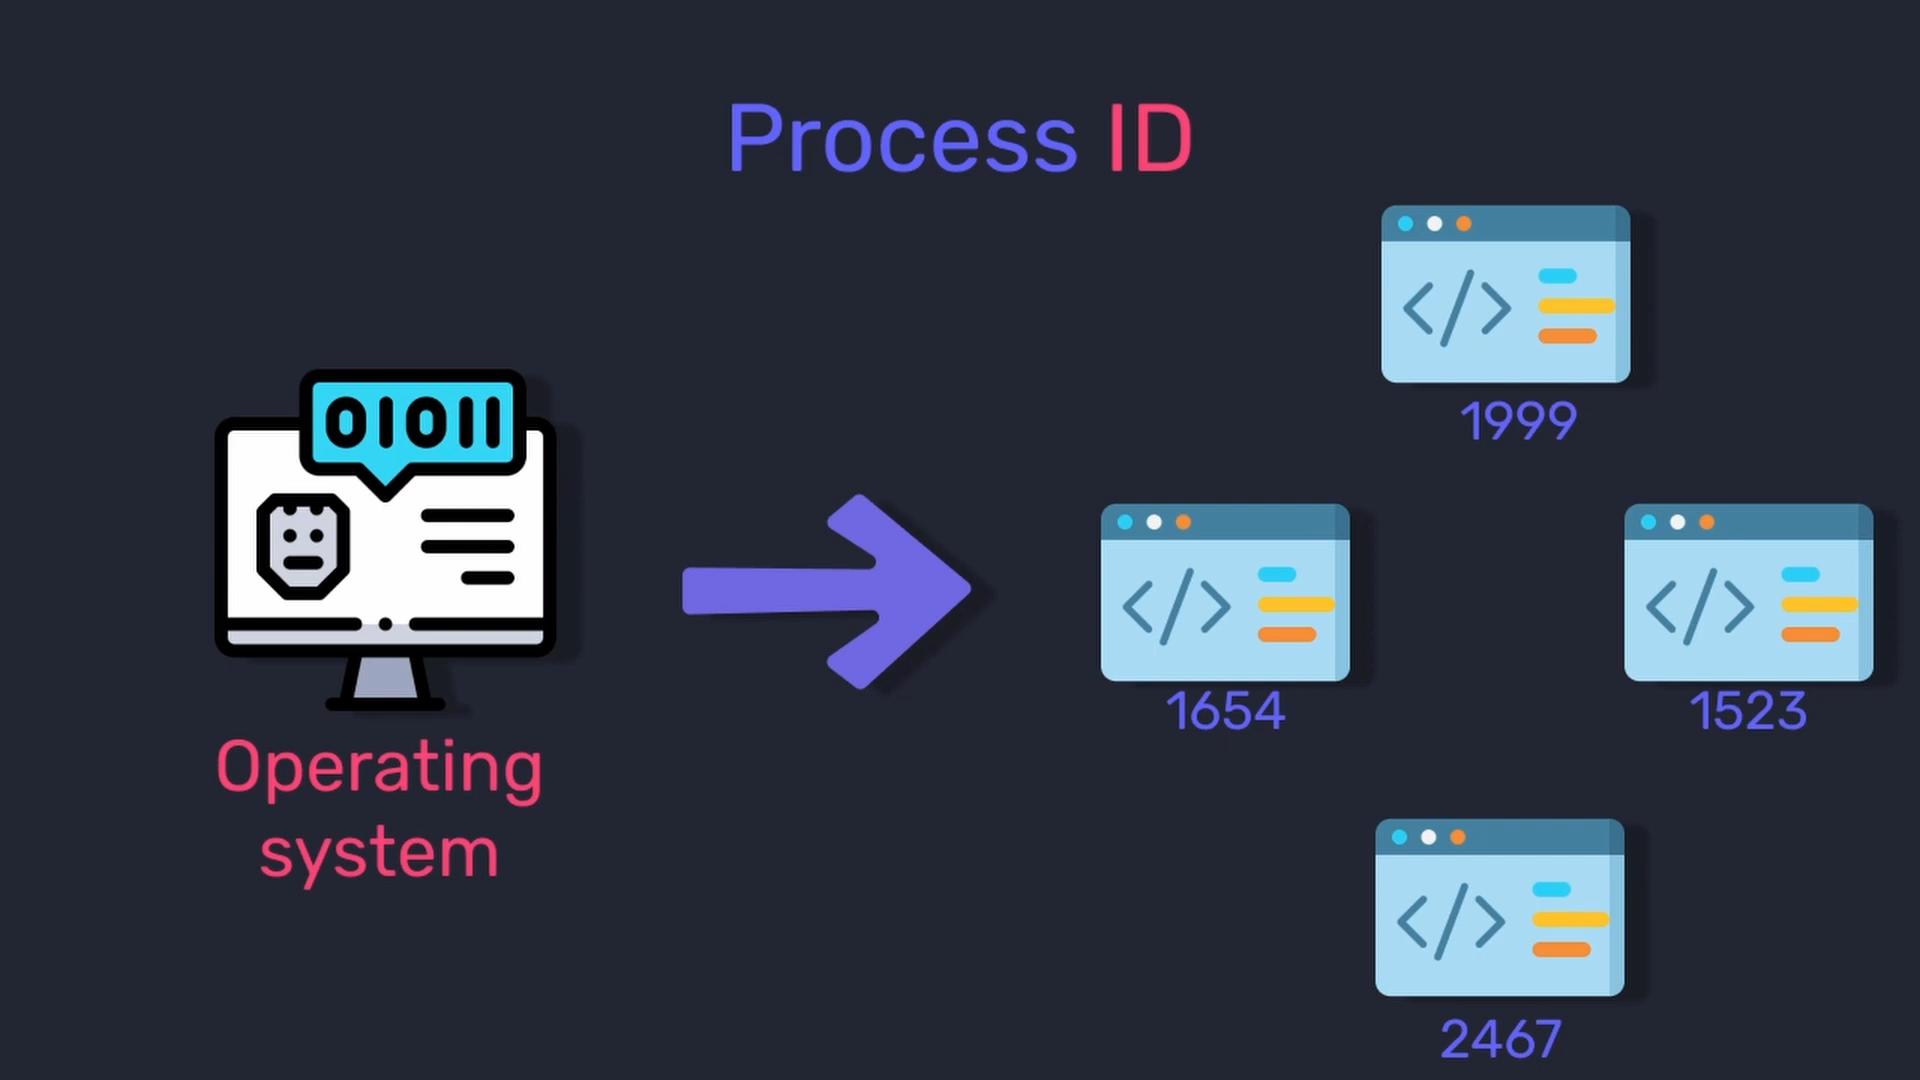 Process ID
01011
1999
1654
1523
Operating
system
2467